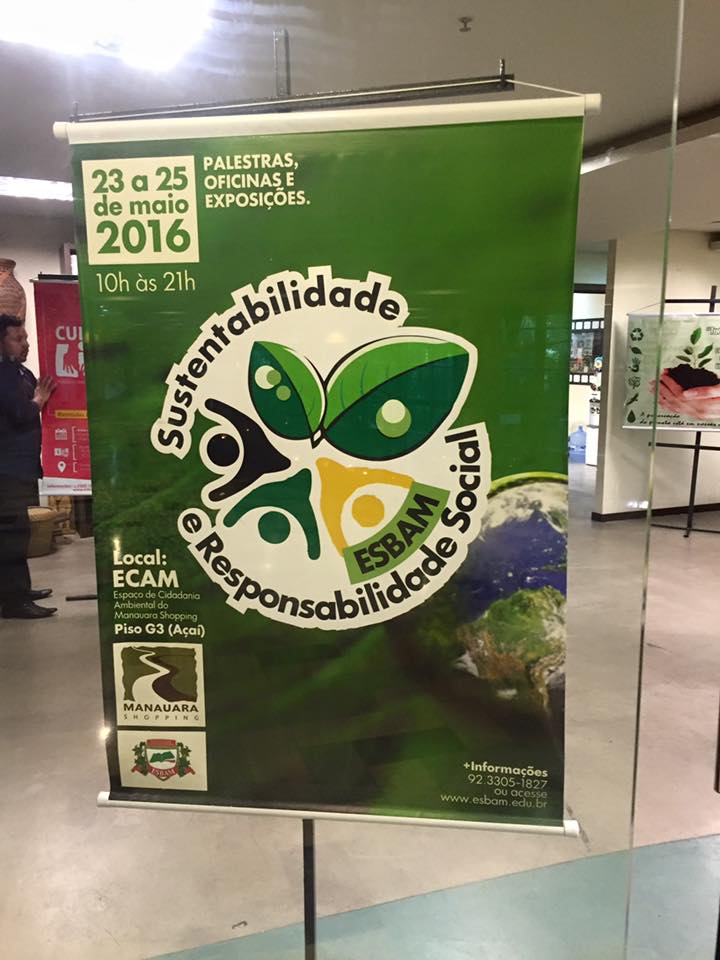 23 a 25
de maio
2016
10h às 21h
PALESTRAS,
OFICINAS E
EXPOSIÇÕES.
Sustentabilidade
e Responsabilidade Social
ESBAM
Local:
ECAM
Espaço de Cidadania
Ambiental do
Manauara Shopping
Piso G3 (Açaí)
MANAUARA
SHOPPING
ESBAM
+Informações
92.3305-1827
ou acesse
www.esbam.edu.br
CUI